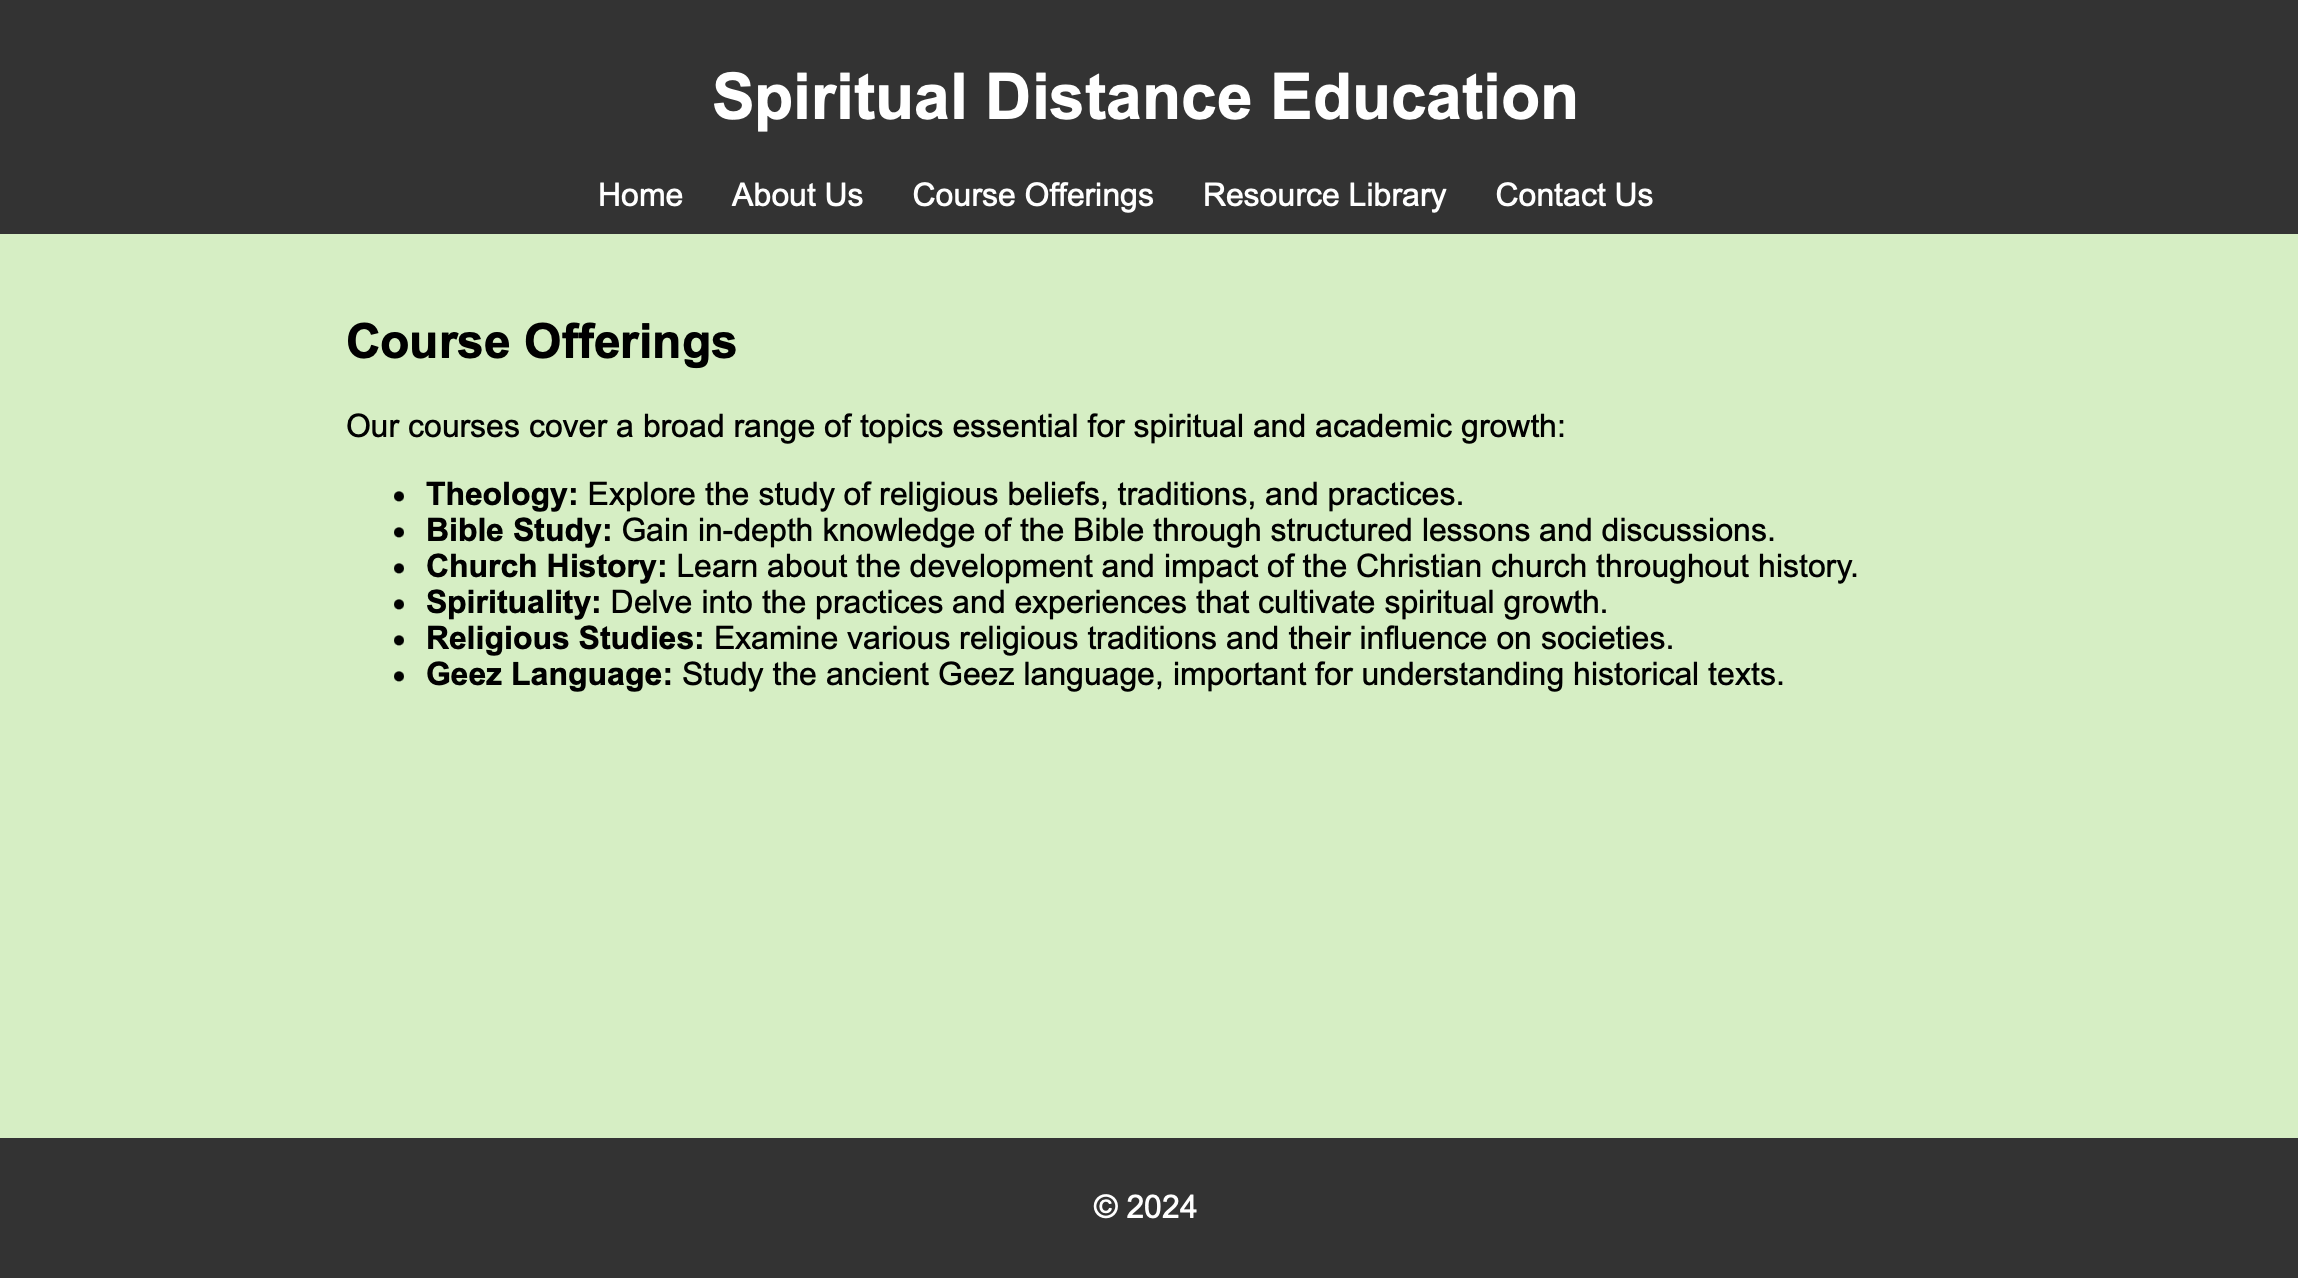 Spiritual Distance Education
Home About Us Course Offerings Resource Library Contact Us
Course Offerings
Our courses cover a broad range of topics essential for spiritual and academic growth:
• Theology: Explore the study of religious beliefs, traditions, and practices.
• Bible Study: Gain in-depth knowledge of the Bible through structured lessons and discussions.
• Church History: Learn about the development and impact of the Christian church throughout history.
• Spirituality: Delve into the practices and experiences that cultivate spiritual growth.
• Religious Studies: Examine various religious traditions and their influence on societies.
• Geez Language: Study the ancient Geez language, important for understanding historical texts.
© 2024